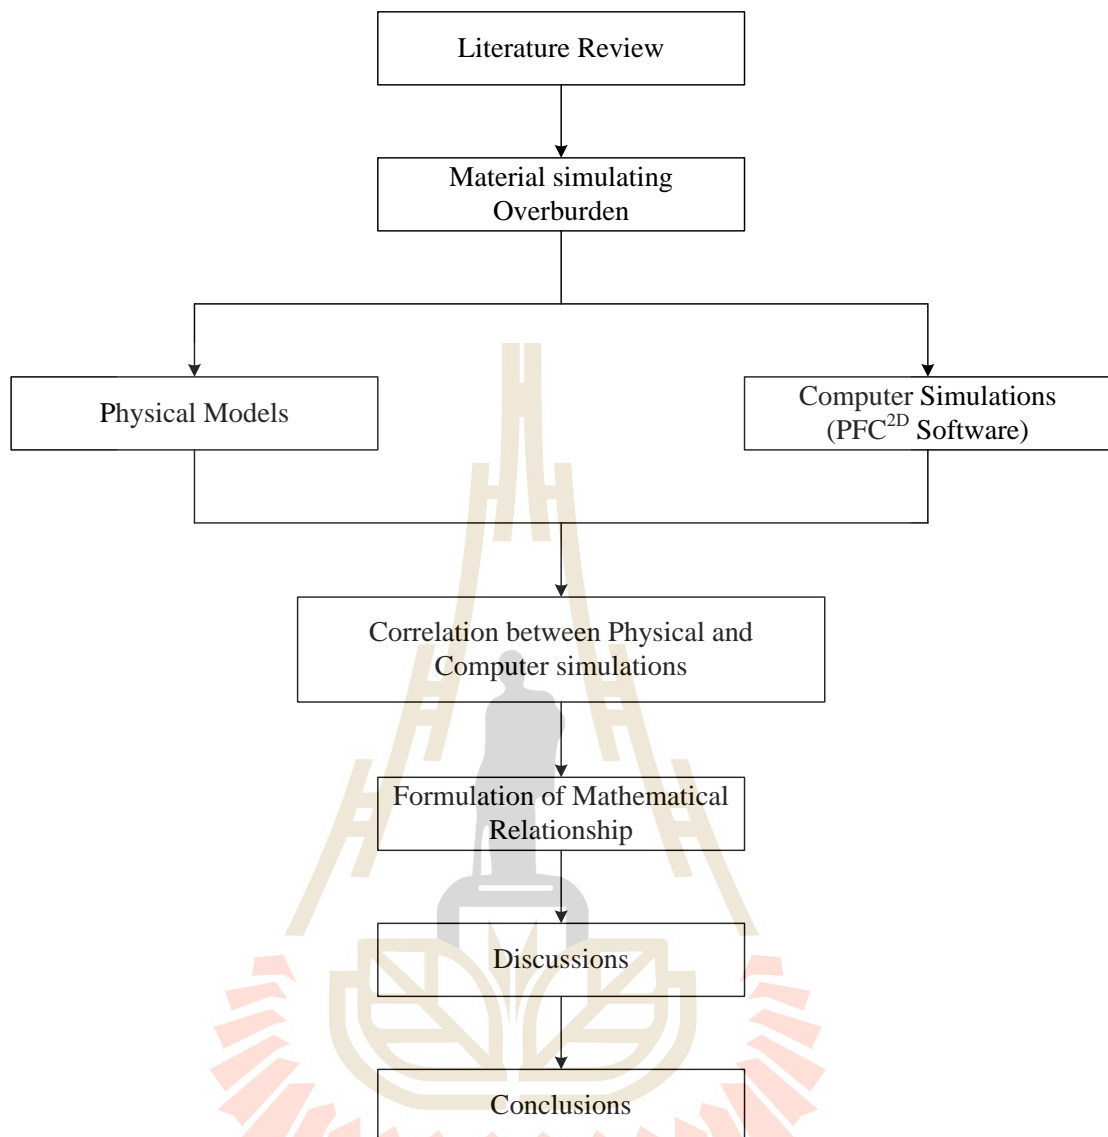 Literature Review
Material simulating
Overburden
Physical Models
Computer Simulations
(PFC²ᴰ Software)
Correlation between Physical and
Computer simulations
Formulation of Mathematical
Relationship
Discussions
Conclusions